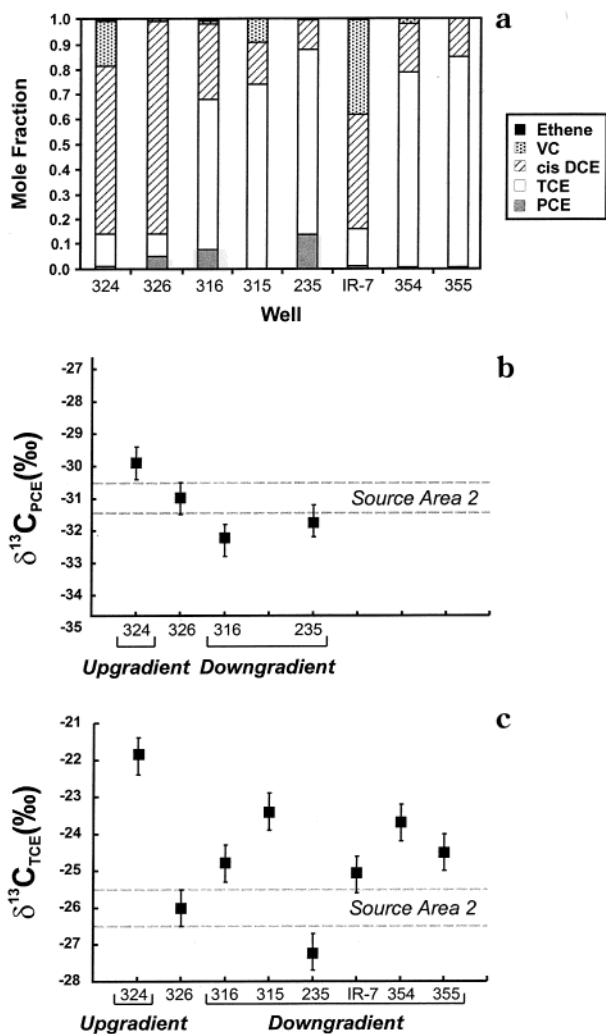 a
1.0
0.9
0.8
0.7
0.6
0.5
0.4
0.3
0.2
0.1
0.0
Mole Fraction
324 326 316 315 235 IR-7 354 355
Well
Ethene
VC
cis DCE
TCE
PCE
b
-27
-28
-29
-30
-31
-32
-33
-34
-35
δ13CPCE(‰)
Source Area 2
324 326 316 235
Upgradient Downgradient
c
-21
-22
-23
-24
-25
-26
-27
-28
δ13CTCE(‰)
Source Area 2
324 326 316 315 235 IR-7 354 355
Upgradient Downgradient